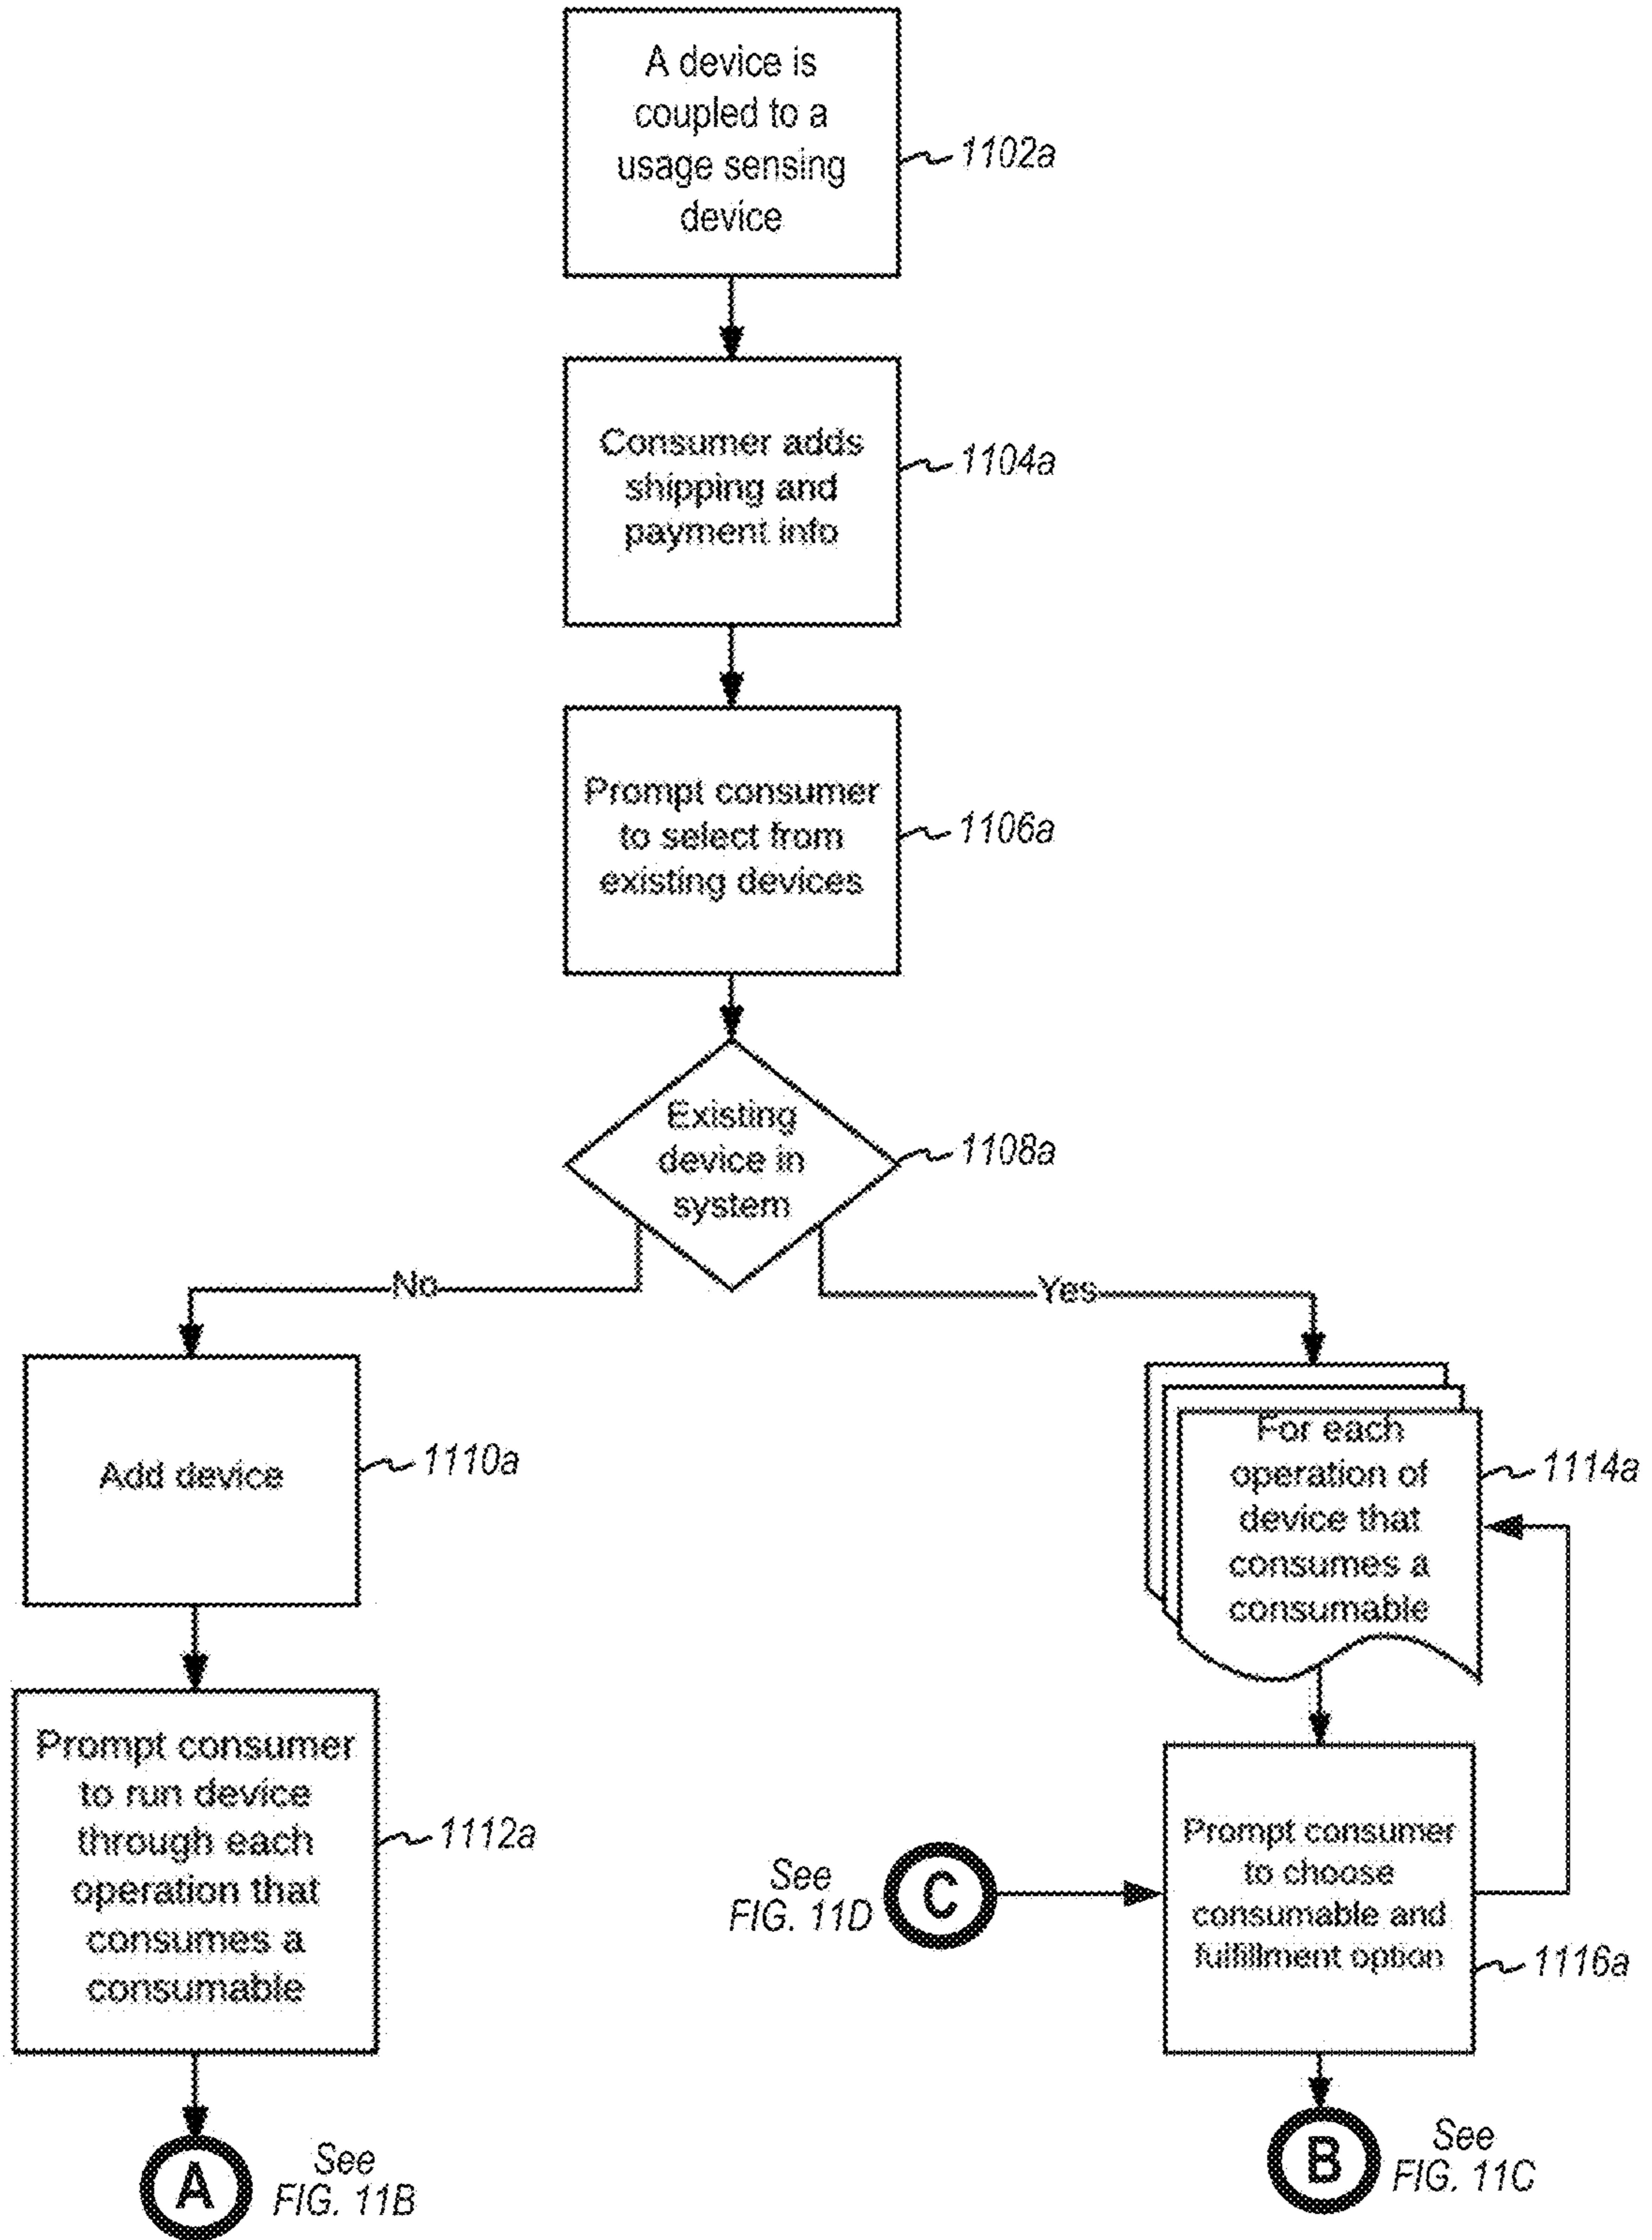 A device is
coupled to a
usage sensing
device
1102a
Consumer adds
shipping and
payment info
1104a
Prompt consumer
to select from
existing devices
1106a
Existing
device in
system
1108a
No
Yes
Add device
1110a
For each
operation of
device that
consumes a
consumable
1114a
Prompt consumer
to run device
through each
operation that
consumes a
consumable
1112a
See
FIG. 11D
C
Prompt consumer
to choose
consumable and
fulfillment option
1116a
A
See
FIG. 11B
B
See
FIG. 11C